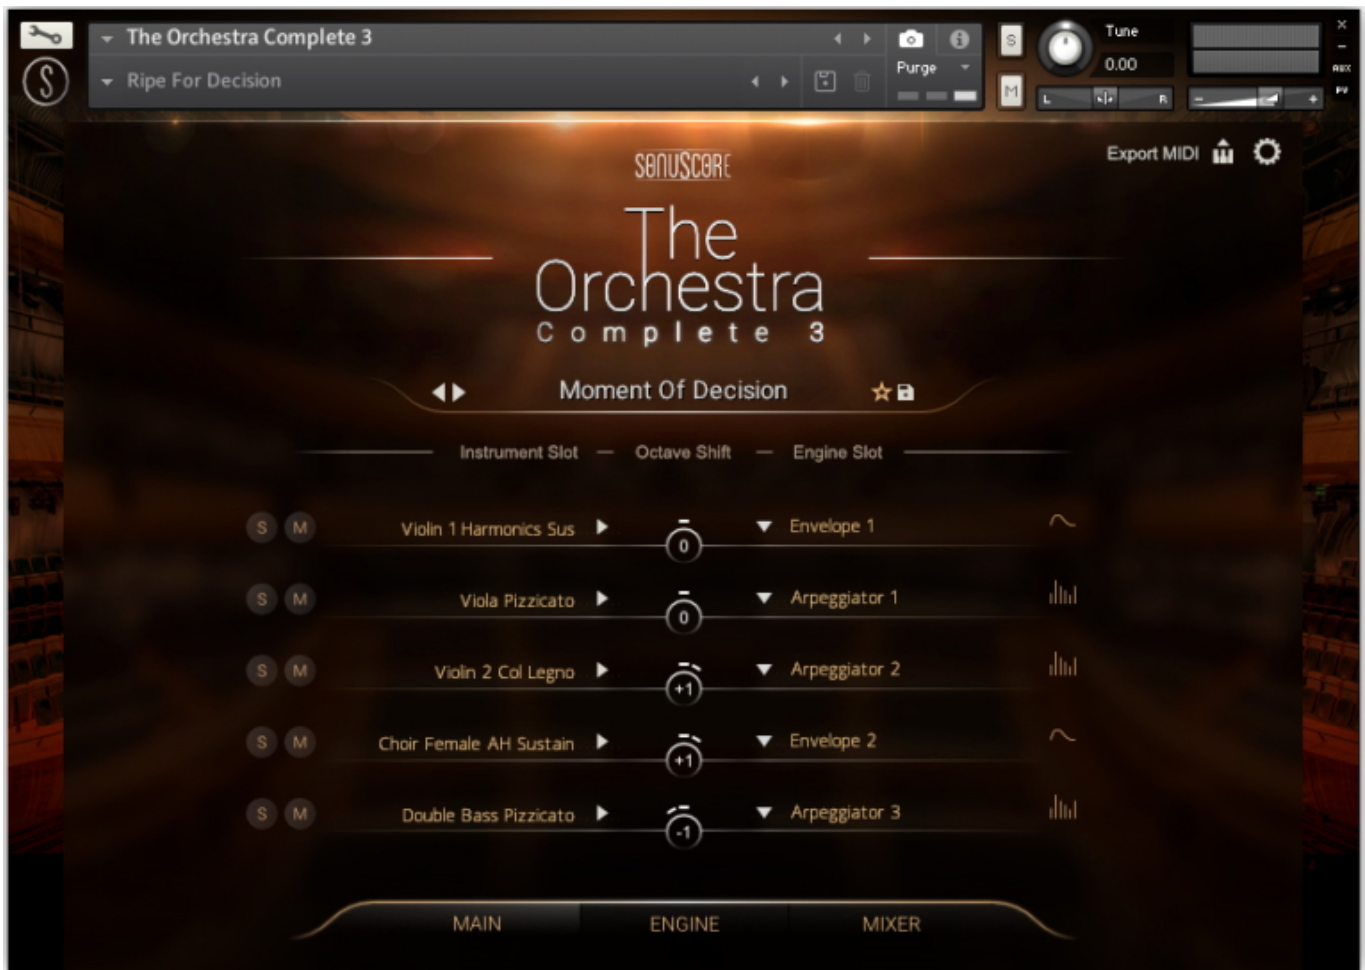 The Orchestra Complete 3
S
Tune
AUX
Ripe For Decision
Purge
0.00
PV
M
L
R
Export MIDI
SONUSCORE
The
Orchestra
Complete 3
Moment Of Decision
Instrument Slot — Octave Shift — Engine Slot
S M Violin 1 Harmonics Sus 0 Envelope 1
S M Viola Pizzicato 0 Arpeggiator 1
S M Violin 2 Col Legno +1 Arpeggiator 2
S M Choir Female AH Sustain +1 Envelope 2
S M Double Bass Pizzicato -1 Arpeggiator 3
MAIN ENGINE MIXER